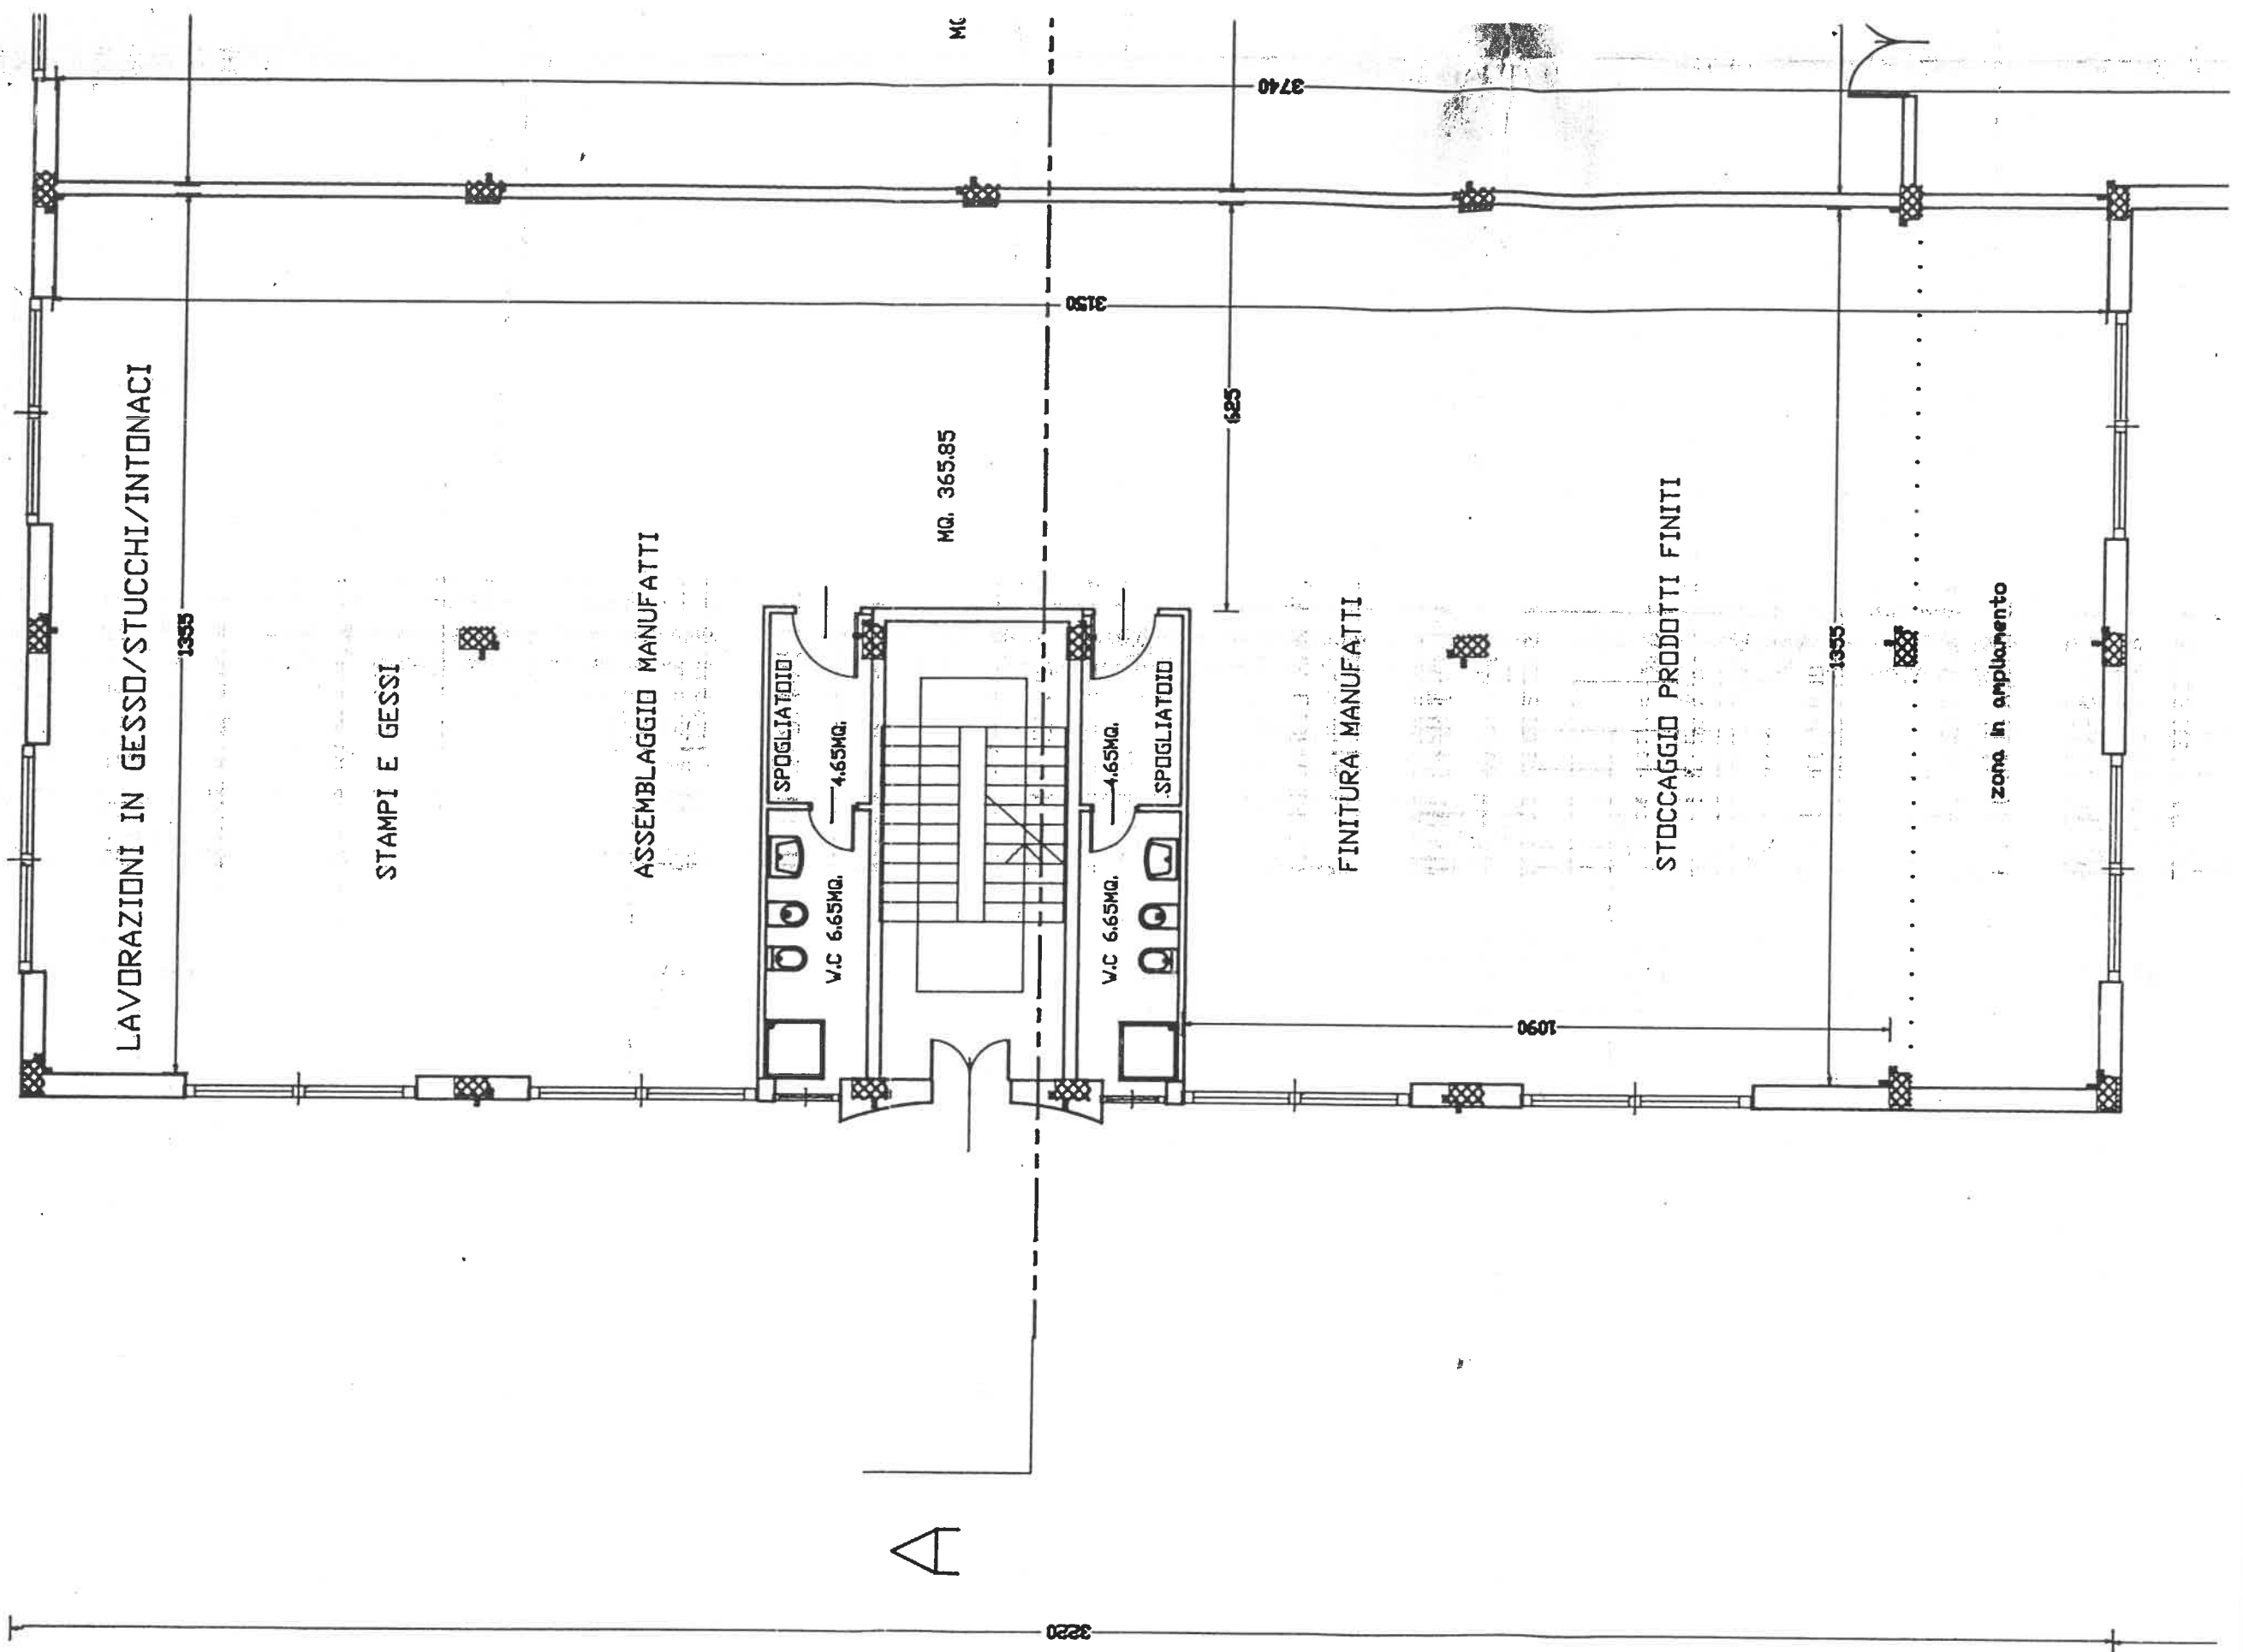 MQ
3740
3150
LAVORAZIONI IN GESSO/STUCCHI/INTONACI
1355
STAMPI E GESSI
ASSEMBLAGGIO MANUFATTI
MQ. 365.85
625
SPOGLIATOIO
4.65MQ.
W.C 6.65MQ.
SPOGLIATOIO
4.65MQ.
W.C 6.65MQ.
FINITURA MANUFATTI
STOCCAGGIO PRODOTTI FINITI
1355
zona in ampliamento
1090
A
3220